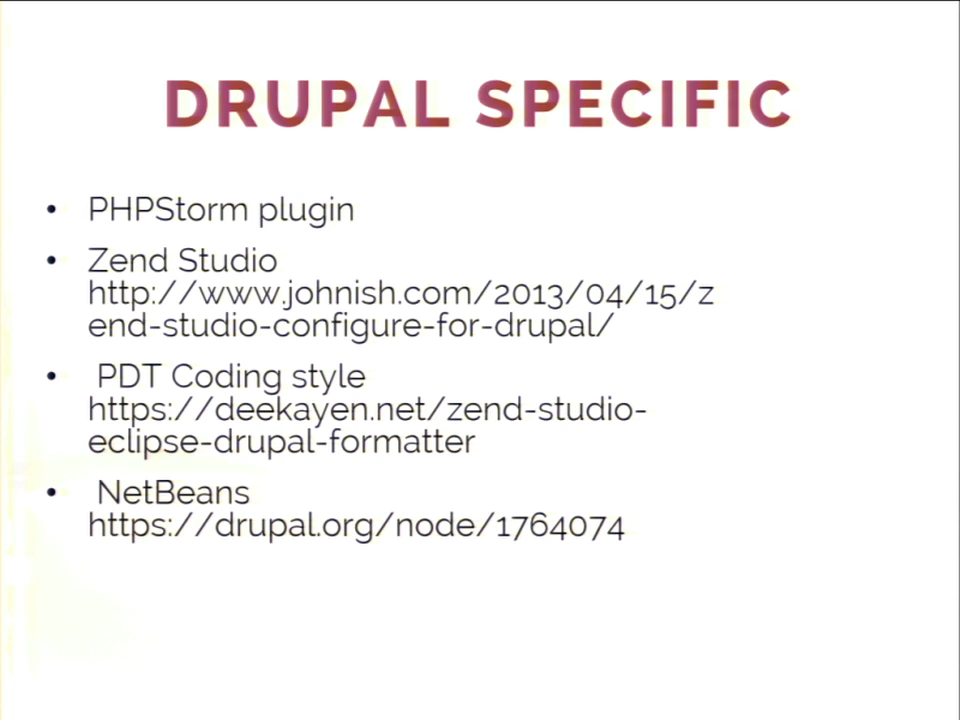 DRUPAL SPECIFIC
• PHPStorm plugin
• Zend Studio
http://www.johnish.com/2013/04/15/z
end-studio-configure-for-drupal/
• PDT Coding style
https://deekayen.net/zend-studio-
eclipse-drupal-formatter
• NetBeans
https://drupal.org/node/1764074